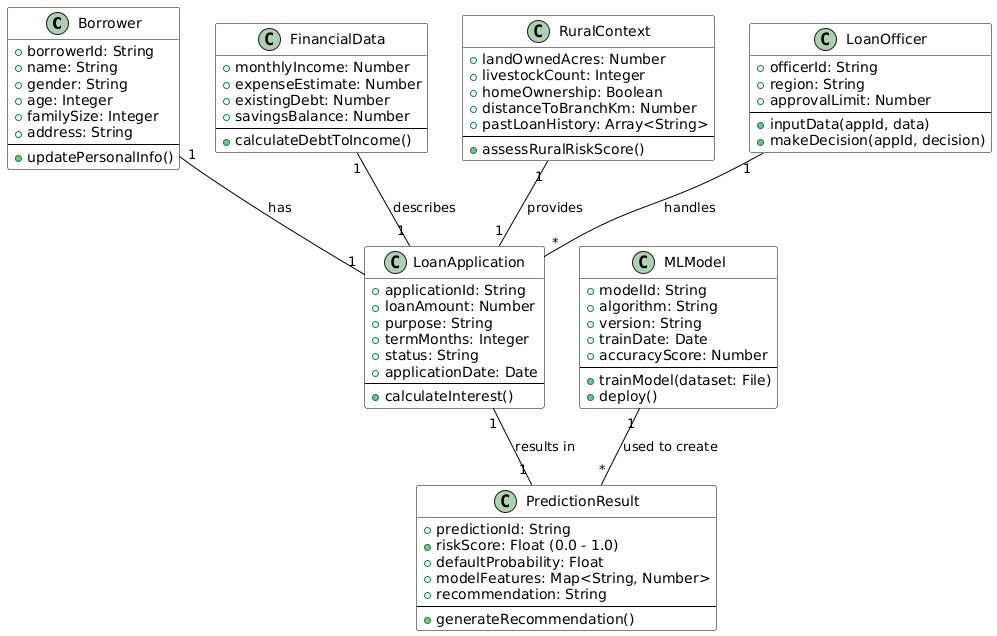 C Borrower
borrowerId: String
name: String
gender: String
age: Integer
familySize: Integer
address: String
updatePersonalInfo()
C FinancialData
monthlyIncome: Number
expenseEstimate: Number
existingDebt: Number
savingsBalance: Number
calculateDebtToIncome()
C RuralContext
landOwnedAcres: Number
livestockCount: Integer
homeOwnership: Boolean
distanceToBranchKm: Number
pastLoanHistory: Array<String>
assessRuralRiskScore()
C LoanOfficer
officerId: String
region: String
approvalLimit: Number
inputData(appId, data)
makeDecision(appId, decision)
1
has
1
1
describes
1
1
provides
1
1
handles
*
C LoanApplication
applicationId: String
loanAmount: Number
purpose: String
termMonths: Integer
status: String
applicationDate: Date
calculateInterest()
C MLModel
modelId: String
algorithm: String
version: String
trainDate: Date
accuracyScore: Number
trainModel(dataset: File)
deploy()
1
results in
1
1
used to create
*
C PredictionResult
predictionId: String
riskScore: Float (0.0 - 1.0)
defaultProbability: Float
modelFeatures: Map<String, Number>
recommendation: String
generateRecommendation()